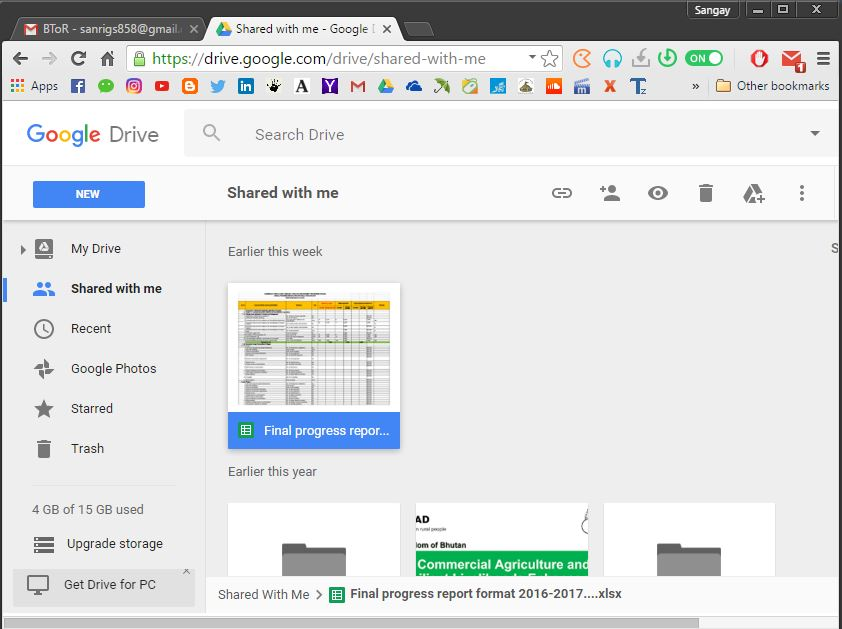 Sangay
BToR - sanrigs858@gmail.
Shared with me - Google D
https://drive.google.com/drive/shared-with-me
ON
1
Apps
Other bookmarks
Google Drive
Search Drive
NEW
Shared with me
My Drive
Earlier this week
Shared with me
Recent
Google Photos
Starred
Trash
Final progress repor...
Earlier this year
4 GB of 15 GB used
Upgrade storage
Get Drive for PC
AD
n rural people
dom of Bhutan
Commercial Agriculture and
Shared With Me > Final progress report format 2016-2017....xlsx